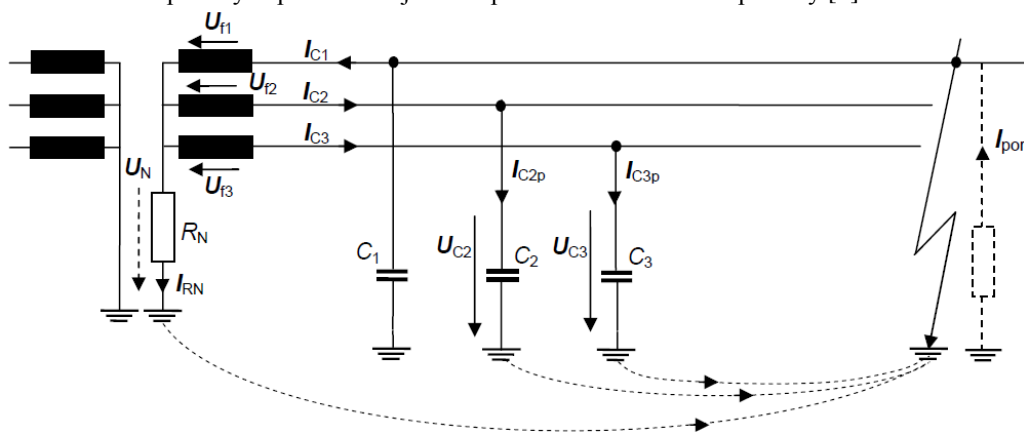 U_f1
I_C1
U_f2
I_C2
I_C3
U_f3
U_N
R_N
I_RN
I_C2p
I_C3p
C_1
U_C2
C_2
U_C3
C_3
I_por